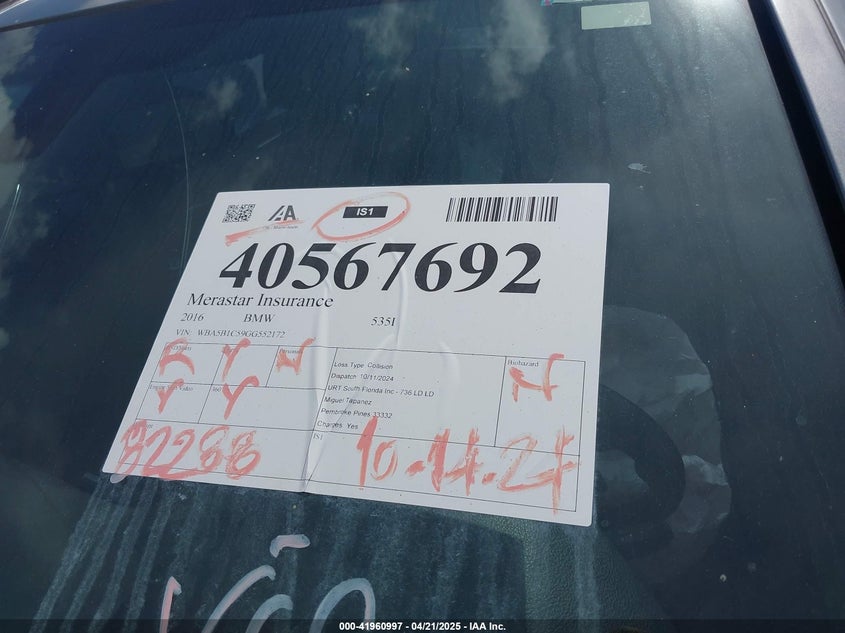 IAA
IS1
40567692
Merastar Insurance
2016 BMW 535I
VIN: WBA5B1C59GG552172
Y Y N
Loss Type Collision
Dispatch 10/11/2024
URT South Florida Inc - 736 LD LD
Miguel Tapanez
Pembroke Pines 33332
Charges Yes
Biohazard
N
Y Y
IS1
82288
10-14-24
000-41960997 - 04/21/2025 - IAA Inc.